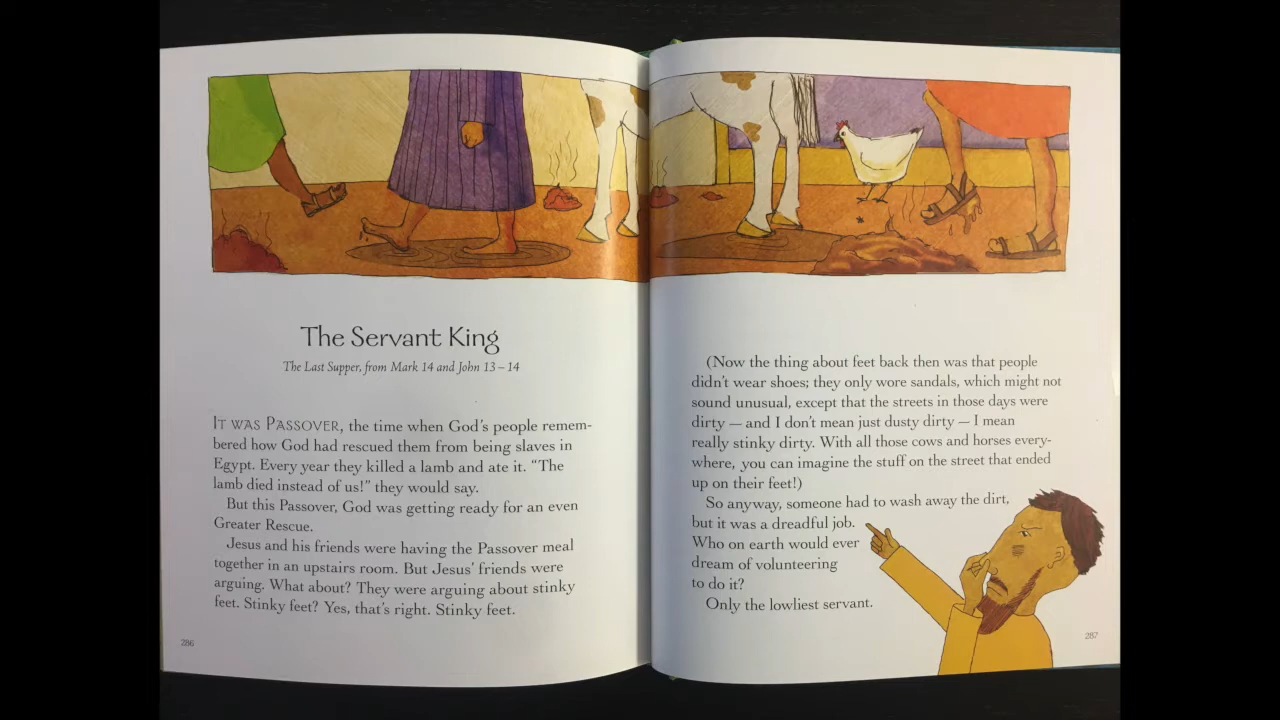 The Servant King
The Last Supper, from Mark 14 and John 13 – 14
It was Passover, the time when God's people remem-
bered how God had rescued them from being slaves in
Egypt. Every year they killed a lamb and ate it. "The
lamb died instead of us!" they would say.
But this Passover, God was getting ready for an even
Greater Rescue.
Jesus and his friends were having the Passover meal
together in an upstairs room. But Jesus' friends were
arguing. What about? They were arguing about stinky
feet. Stinky feet? Yes, that's right. Stinky feet.
286
(Now the thing about feet back then was that people
didn't wear shoes; they only wore sandals, which might not
sound unusual, except that the streets in those days were
dirty — and I don't mean just dusty dirty — I mean
really stinky dirty. With all those cows and horses every-
where, you can imagine the stuff on the street that ended
up on their feet!)
So anyway, someone had to wash away the dirt,
but it was a dreadful job.
Who on earth would ever
dream of volunteering
to do it?
Only the lowliest servant.
287